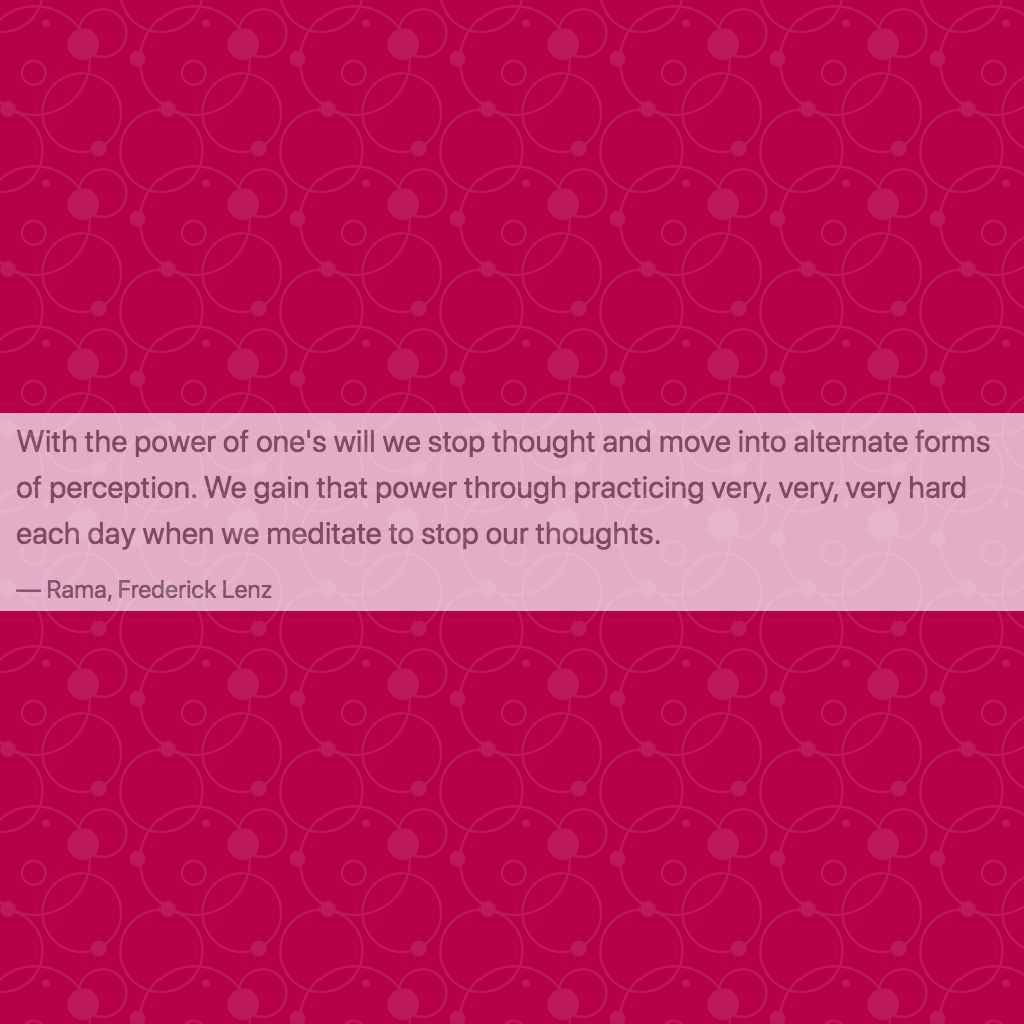 With the power of one's will we stop thought and move into alternate forms
of perception. We gain that power through practicing very, very, very hard
each day when we meditate to stop our thoughts.
— Rama, Frederick Lenz